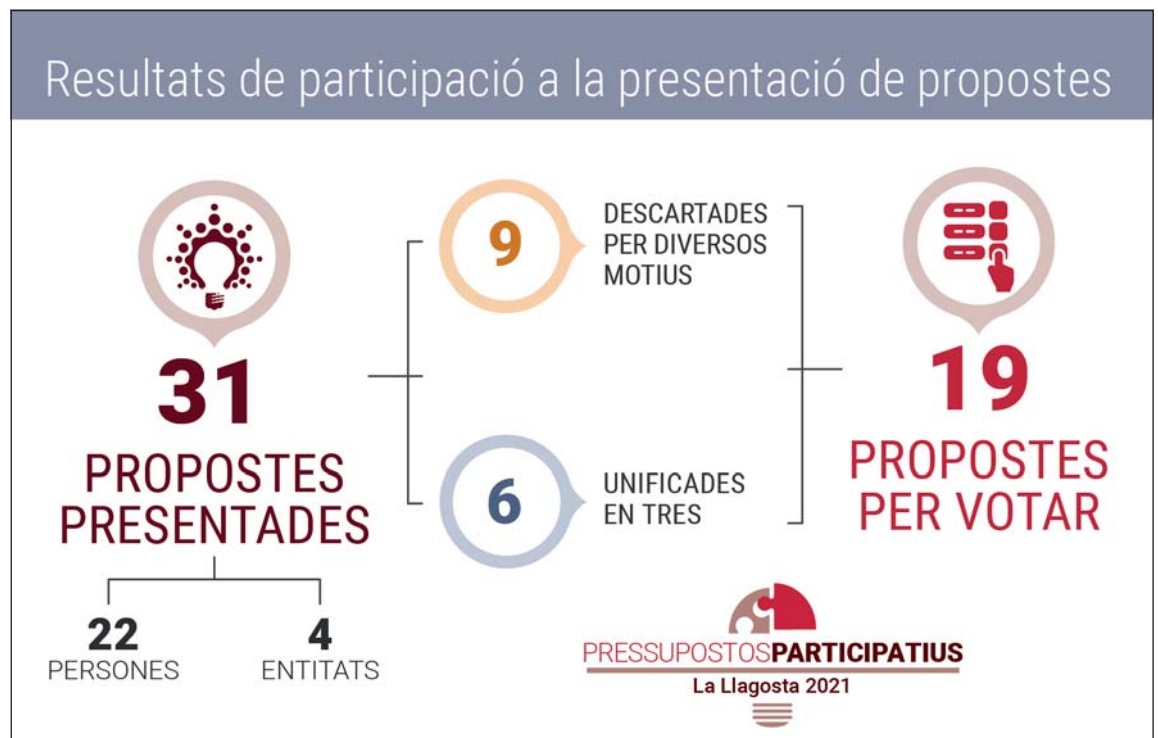 Resultats de participació a la presentació de propostes
31
PROPOSTES
PRESENTADES
22
PERSONES
4
ENTITATS
9
DESCARTADES
PER DIVERSOS
MOTIUS
6
UNIFICADES
EN TRES
19
PROPOSTES
PER VOTAR
PRESSUPOSTOSPARTICIPATIUS
La Llagosta 2021